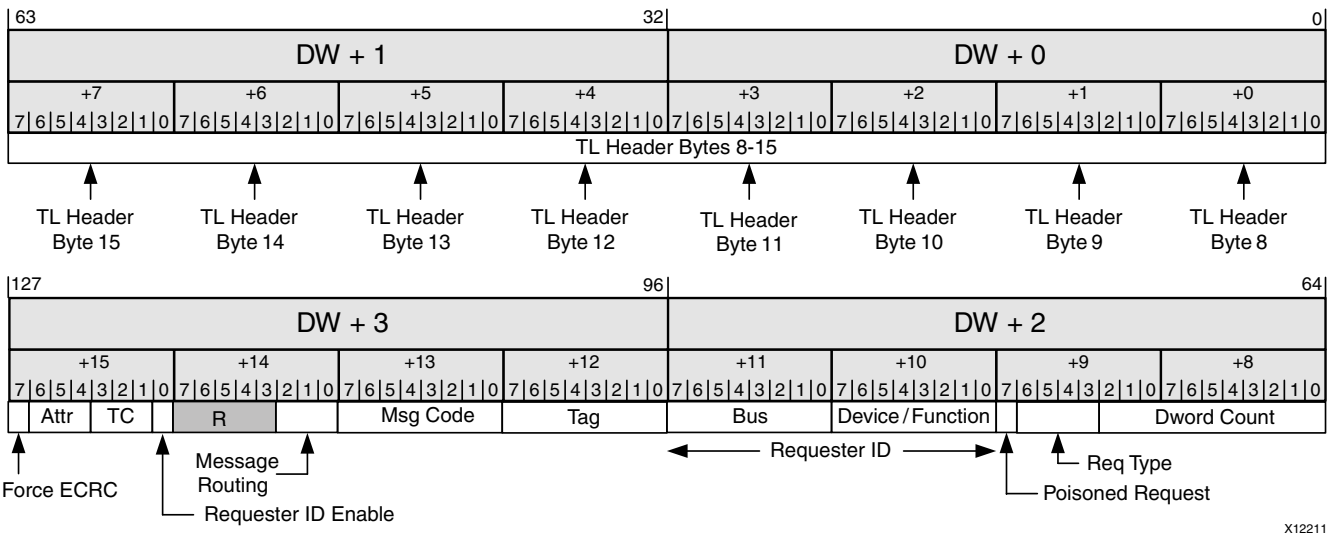 63 32 0
DW + 1 DW + 0
+7 +6 +5 +4 +3 +2 +1 +0
7 6 5 4 3 2 1 0 7 6 5 4 3 2 1 0 7 6 5 4 3 2 1 0 7 6 5 4 3 2 1 0 7 6 5 4 3 2 1 0 7 6 5 4 3 2 1 0 7 6 5 4 3 2 1 0 7 6 5 4 3 2 1 0
TL Header Bytes 8-15
TL Header TL Header TL Header TL Header TL Header TL Header TL Header TL Header
Byte 15 Byte 14 Byte 13 Byte 12 Byte 11 Byte 10 Byte 9 Byte 8
127 96 64
DW + 3 DW + 2
+15 +14 +13 +12 +11 +10 +9 +8
7 6 5 4 3 2 1 0 7 6 5 4 3 2 1 0 7 6 5 4 3 2 1 0 7 6 5 4 3 2 1 0 7 6 5 4 3 2 1 0 7 6 5 4 3 2 1 0 7 6 5 4 3 2 1 0 7 6 5 4 3 2 1 0
Attr TC R Msg Code Tag Bus Device / Function Dword Count
Message Requester ID
Routing Req Type
Force ECRC Poisoned Request
Requester ID Enable
X12211